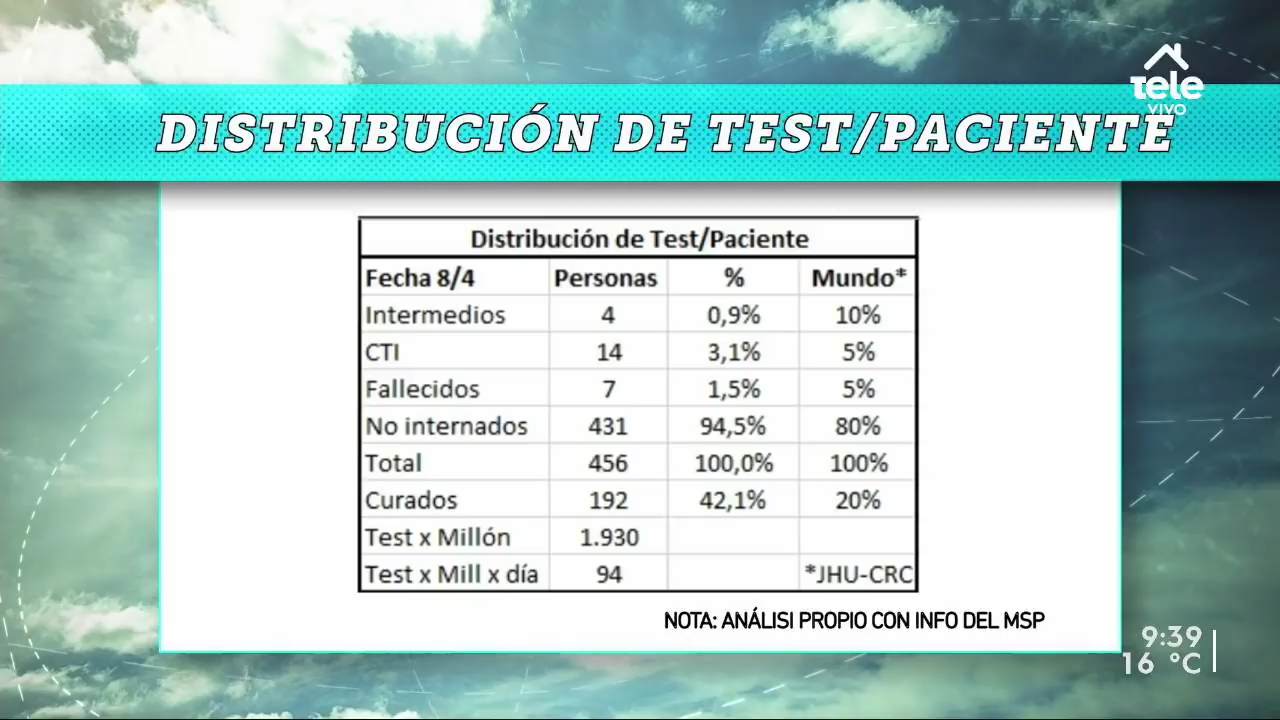 tele
VIVO
DISTRIBUCIÓN DE TEST/PACIENTE
Distribución de Test/Paciente
Fecha 8/4 Personas % Mundo*
Intermedios 4 0,9% 10%
CTI 14 3,1% 5%
Fallecidos 7 1,5% 5%
No internados 431 94,5% 80%
Total 456 100,0% 100%
Curados 192 42,1% 20%
Test x Millón 1.930
Test x Mill x día 94 *JHU-CRC
NOTA: ANÁLISI PROPIO CON INFO DEL MSP
9:39
16 °C